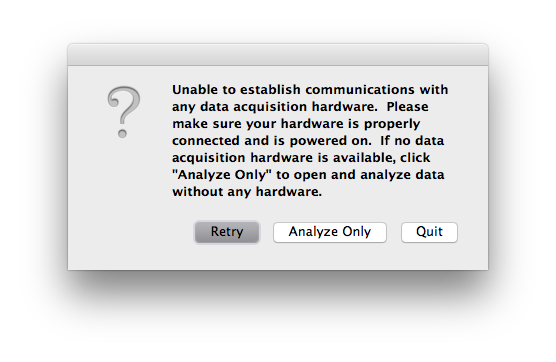 Unable to establish communications with
any data acquisition hardware.  Please
make sure your hardware is properly
connected and is powered on.  If no data
acquisition hardware is available, click
"Analyze Only" to open and analyze data
without any hardware.
Retry
Analyze Only
Quit